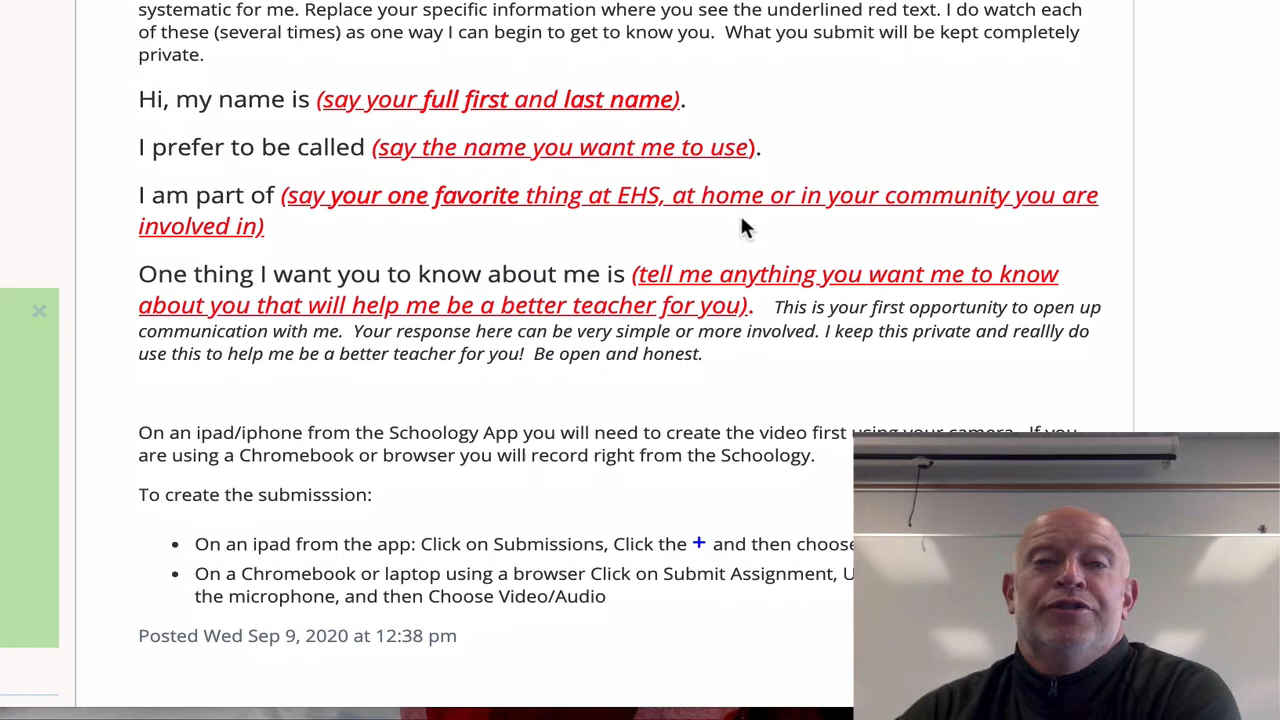 systematic for me. Replace your specific information where you see the underlined red text. I do watch each
of these (several times) as one way I can begin to get to know you.  What you submit will be kept completely
private.
Hi, my name is (say your full first and last name).
I prefer to be called (say the name you want me to use).
I am part of (say your one favorite thing at EHS, at home or in your community you are
involved in)
One thing I want you to know about me is (tell me anything you want me to know
about you that will help me be a better teacher for you).   This is your first opportunity to open up
communication with me.  Your response here can be very simple or more involved. I keep this private and reallly do
use this to help me be a better teacher for you!  Be open and honest.
On an ipad/iphone from the Schoology App you will need to create the video first using your camera.  If you
are using a Chromebook or browser you will record right from the Schoology.
To create the submisssion:
• On an ipad from the app: Click on Submissions, Click the + and then choose
• On a Chromebook or laptop using a browser Click on Submit Assignment, U
the microphone, and then Choose Video/Audio
Posted Wed Sep 9, 2020 at 12:38 pm